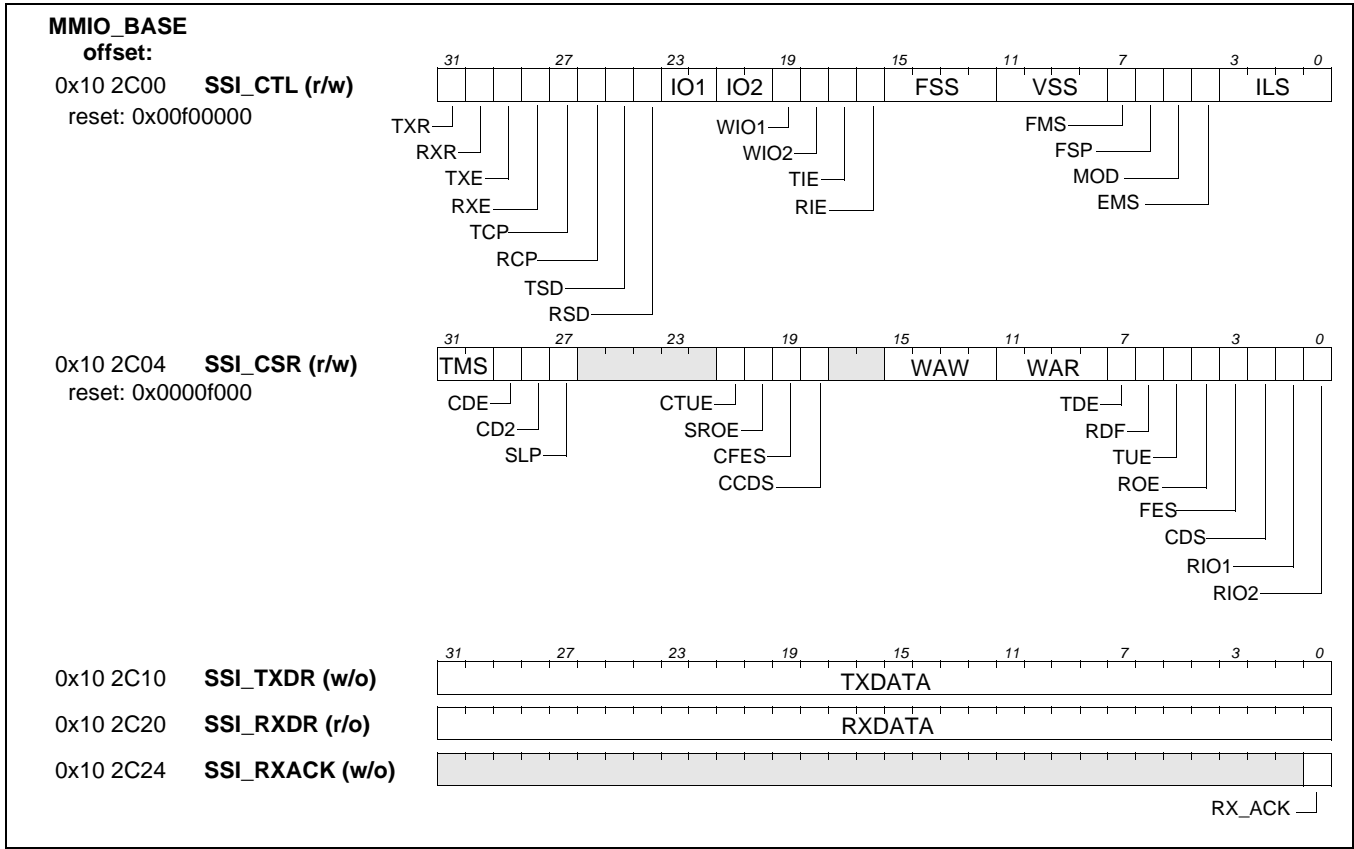 MMIO_BASE
offset:
31 27 23 19 15 11 7 3 0
0x10 2C00 SSI_CTL (r/w) IO1 IO2 FSS VSS ILS
reset: 0x00f00000
TXR WIO1 FMS
RXR WIO2 FSP
TXE TIE MOD
RXE RIE EMS
TCP
RCP
TSD
RSD
31 27 23 19 15 11 7 3 0
0x10 2C04 SSI_CSR (r/w) TMS WAW WAR
reset: 0x0000f000
CDE CTUE TDE
CD2 SROE RDF
SLP CFES TUE
CCDS ROE
FES
CDS
RIO1
RIO2
31 27 23 19 15 11 7 3 0
0x10 2C10 SSI_TXDR (w/o) TXDATA
0x10 2C20 SSI_RXDR (r/o) RXDATA
0x10 2C24 SSI_RXACK (w/o)
RX_ACK